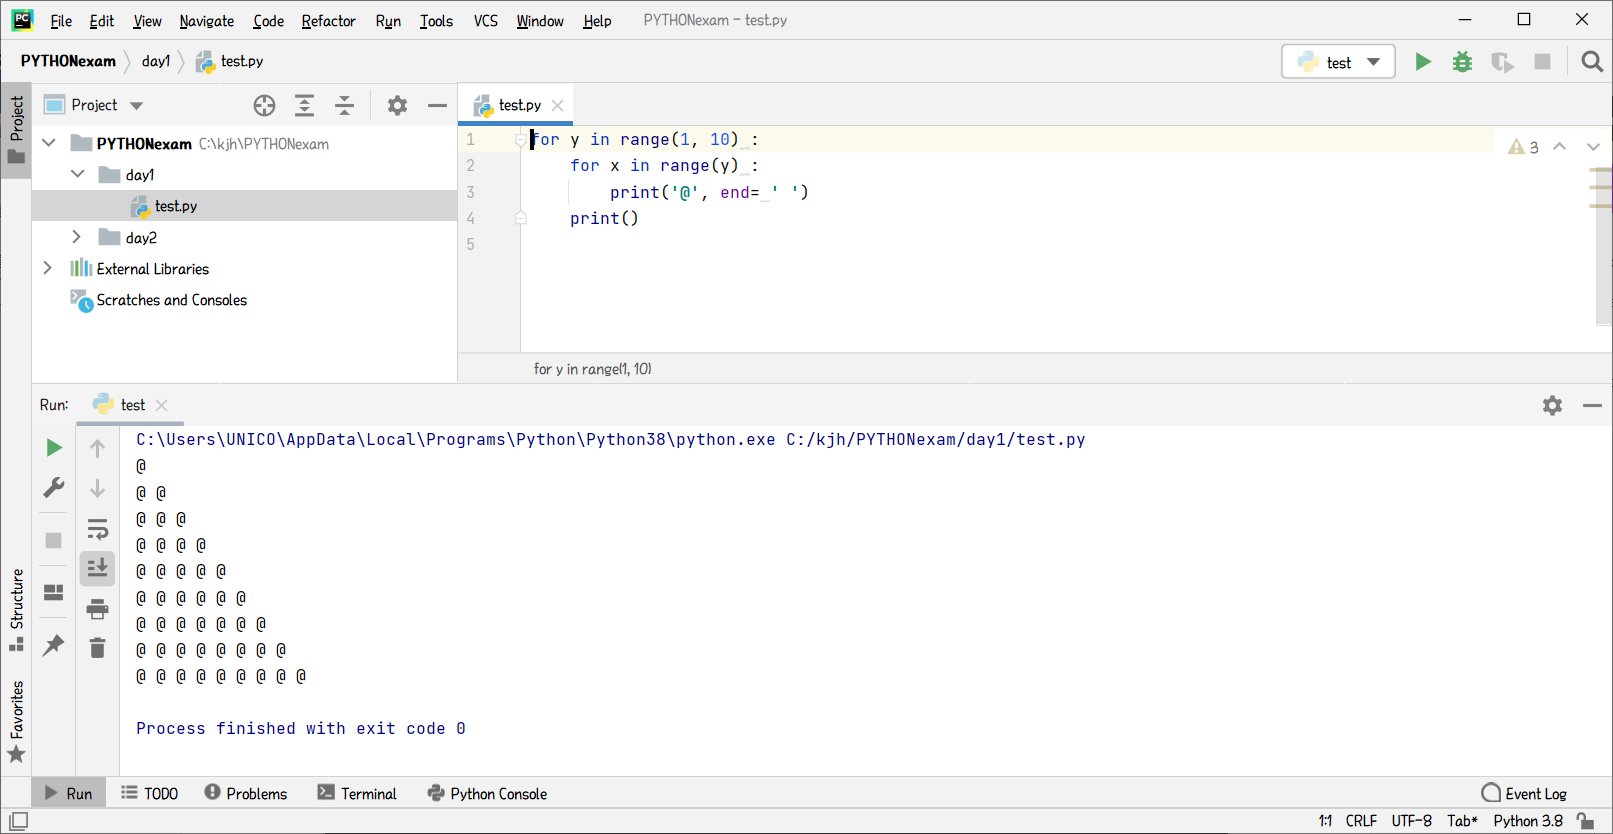 PC File Edit View Navigate Code Refactor Run Tools VCS Window Help PYTHONexam - test.py
PYTHONexam day1 test.py test
Project
Project
test.py
PYTHONexam C:\kjh\PYTHONexam
day1
test.py
day2
External Libraries
Scratches and Consoles
1 for y in range(1, 10) :
2 for x in range(y) :
3 print('@', end= ' ')
4 print()
5
3
for y in range(1, 10)
Run: test
C:\Users\UNICO\AppData\Local\Programs\Python\Python38\python.exe C:/kjh/PYTHONexam/day1/test.py
@
@ @
@ @ @
@ @ @ @
@ @ @ @ @
@ @ @ @ @ @
@ @ @ @ @ @ @
@ @ @ @ @ @ @ @
@ @ @ @ @ @ @ @ @
Process finished with exit code 0
Structure
Favorites
Run TODO Problems Terminal Python Console Event Log
1:1 CRLF UTF-8 Tab* Python 3.8